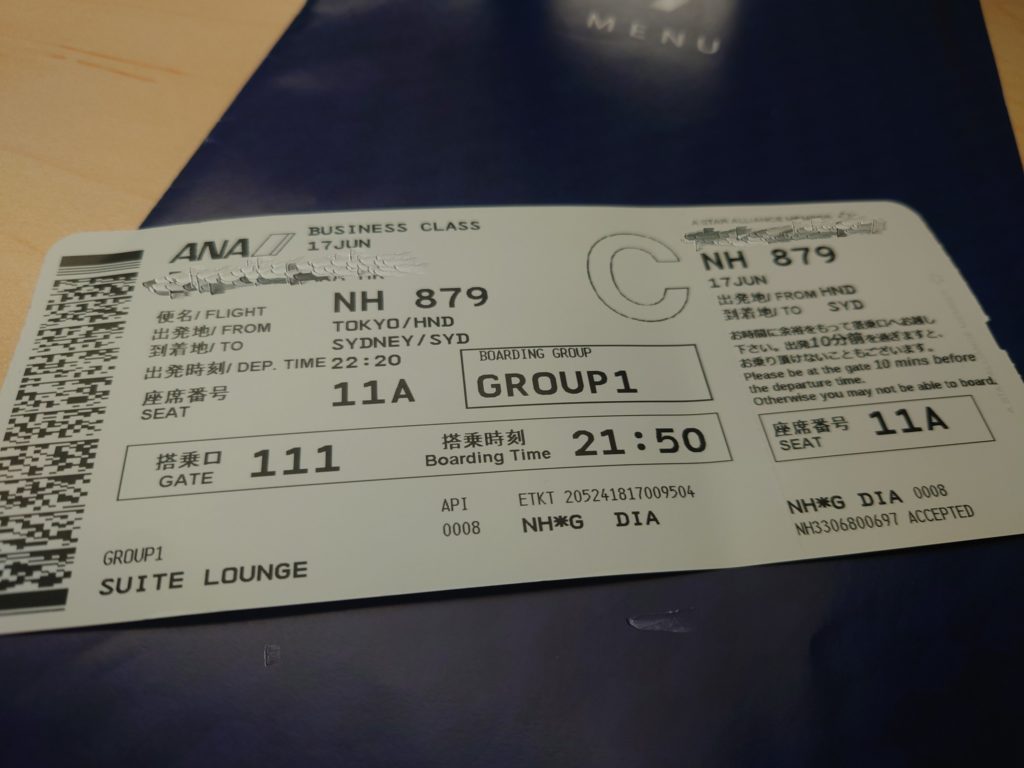 MENU
ANA
BUSINESS CLASS
17JUN
便名/ FLIGHT NH 879
出発地/ FROM TOKYO/HND
到着地/ TO SYDNEY/SYD
出発時刻/ DEP. TIME 22:20
座席番号 SEAT 11A
BOARDING GROUP
GROUP1
搭乗口 GATE 111
搭乗時刻 Boarding Time 21:50
API ETKT 205241817009504
0008 NH*G DIA
GROUP1
SUITE LOUNGE
C
A STAR ALLIANCE MEMBER
NH 879
17JUN
出発地/ FROM HND
到着地/ TO SYD
お時間に余裕をもって搭乗口へお越し
下さい。出発10分前を過ぎますと、
お乗り頂けないこともございます。
Please be at the gate 10 mins before
the departure time.
Otherwise you may not be able to board.
座席番号 SEAT 11A
NH*G DIA 0008
NH3306800697 ACCEPTED